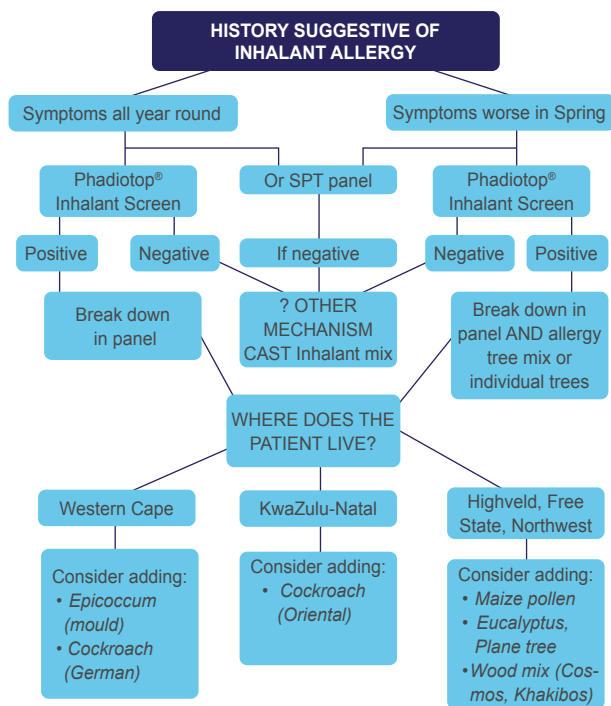 HISTORY SUGGESTIVE OF
INHALANT ALLERGY
Symptoms all year round
Symptoms worse in Spring
Phadiotop®
Inhalant Screen
Or SPT panel
Phadiotop®
Inhalant Screen
Positive
Negative
If negative
Negative
Positive
Break down
in panel
? OTHER
MECHANISM
CAST Inhalant mix
Break down in
panel AND allergy
tree mix or
individual trees
WHERE DOES THE
PATIENT LIVE?
Western Cape
KwaZulu-Natal
Highveld, Free
State, Northwest
Consider adding:
• Epicoccum
(mould)
• Cockroach
(German)
Consider adding:
• Cockroach
(Oriental)
Consider adding:
• Maize pollen
• Eucalyptus,
Plane tree
• Wood mix (Cos-
mos, Khakibos)